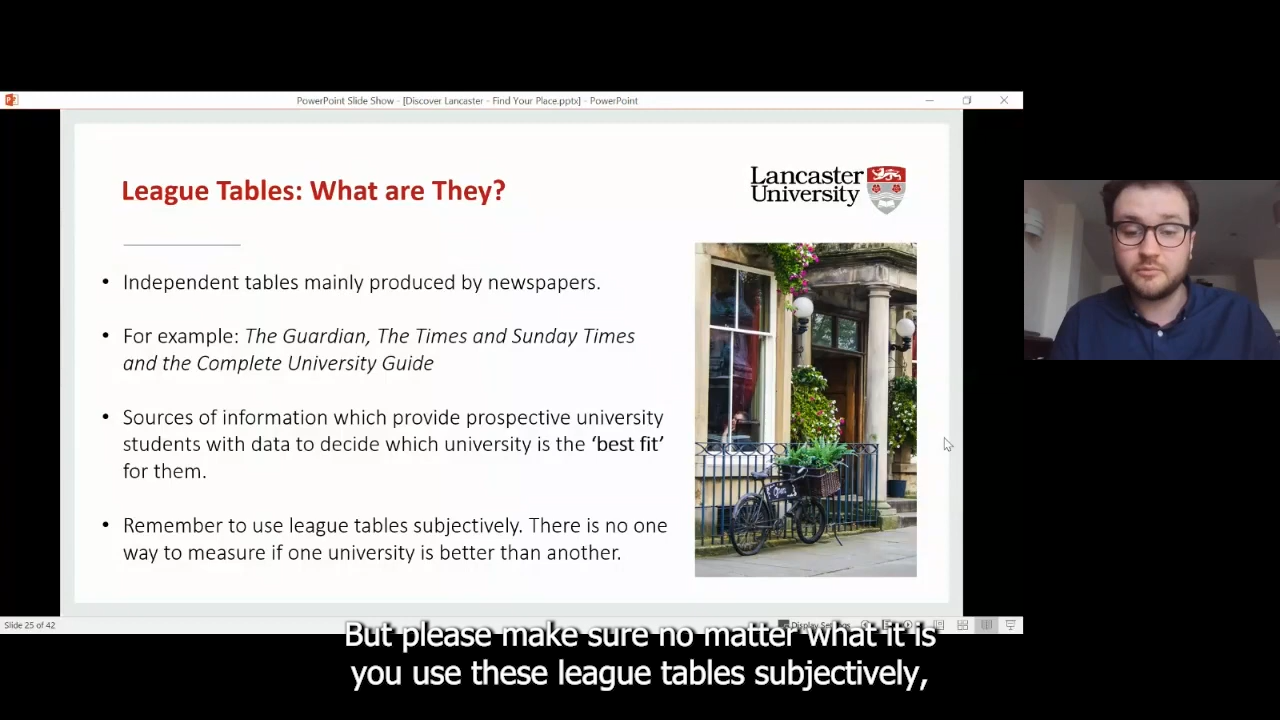 PowerPoint Slide Show - [Discover Lancaster - Find Your Place.pptx] - PowerPoint
League Tables: What are They?
Lancaster
University
• Independent tables mainly produced by newspapers.
• For example: The Guardian, The Times and Sunday Times
and the Complete University Guide
• Sources of information which provide prospective university
students with data to decide which university is the ‘best fit’
for them.
• Remember to use league tables subjectively. There is no one
way to measure if one university is better than another.
Open
Slide 25 of 42
Display Settings
But please make sure no matter what it is
you use these league tables subjectively,